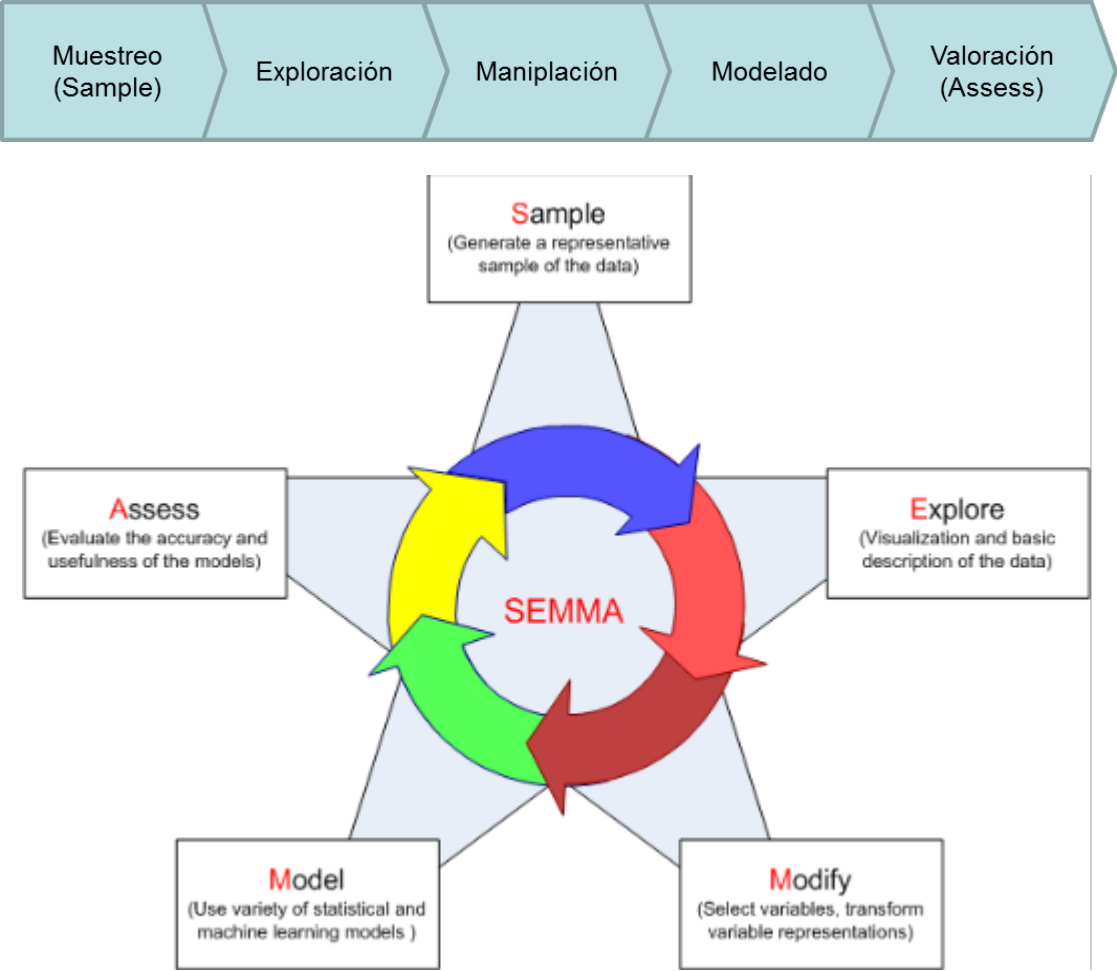 Muestreo
(Sample)
Exploración
Maniplación
Modelado
Valoración
(Assess)
Sample
(Generate a representative
sample of the data)
Assess
(Evaluate the accuracy and
usefulness of the models)
Explore
(Visualization and basic
description of the data)
SEMMA
Model
(Use variety of statistical and
machine learning models )
Modify
(Select variables, transform
variable representations)